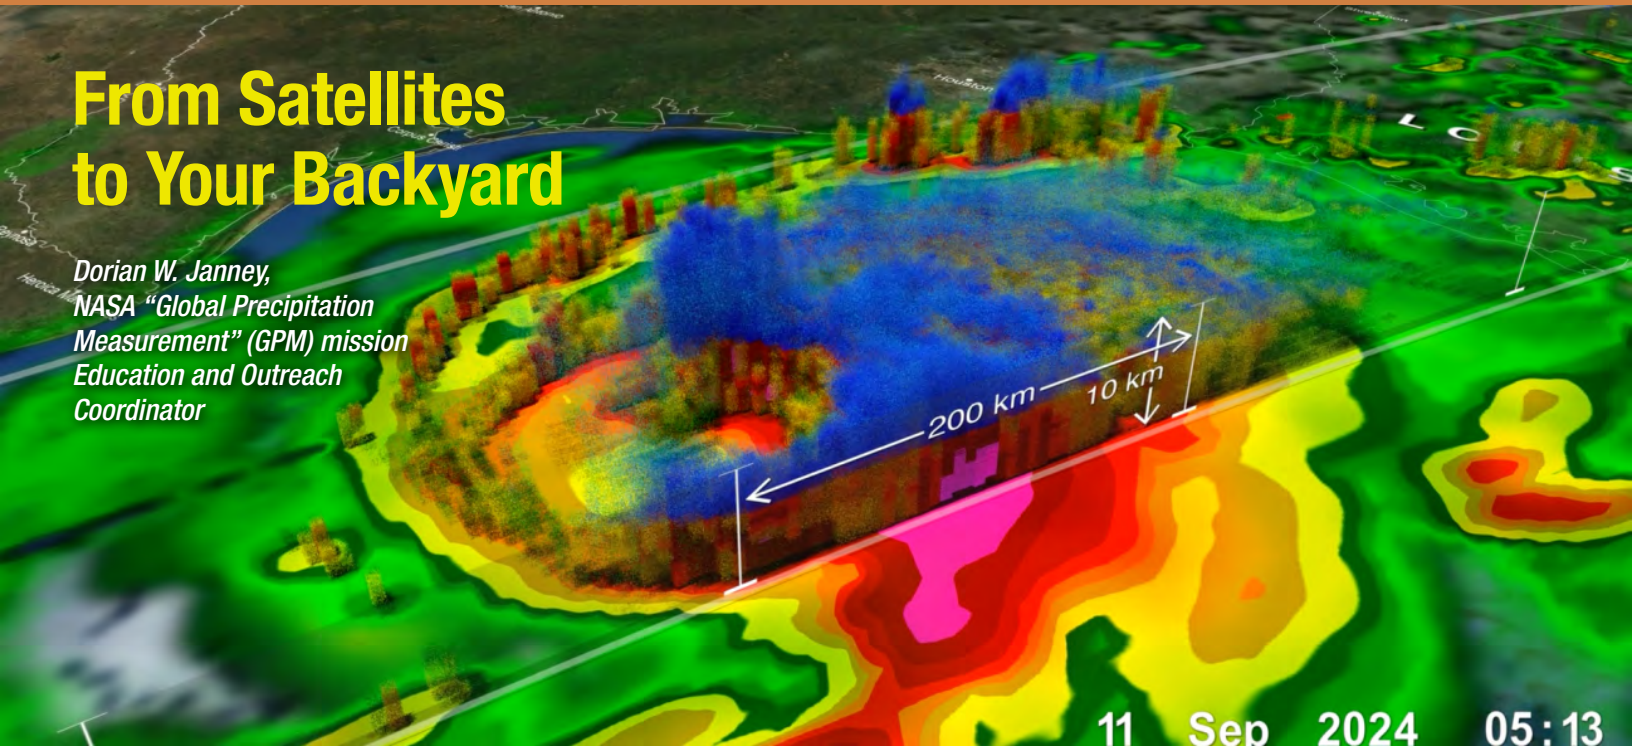 From Satellites
to Your Backyard
Dorian W. Janney,
NASA “Global Precipitation
Measurement” (GPM) mission
Education and Outreach
Coordinator
Houston
L C
200 km
10 km
11 Sep 2024 05:13